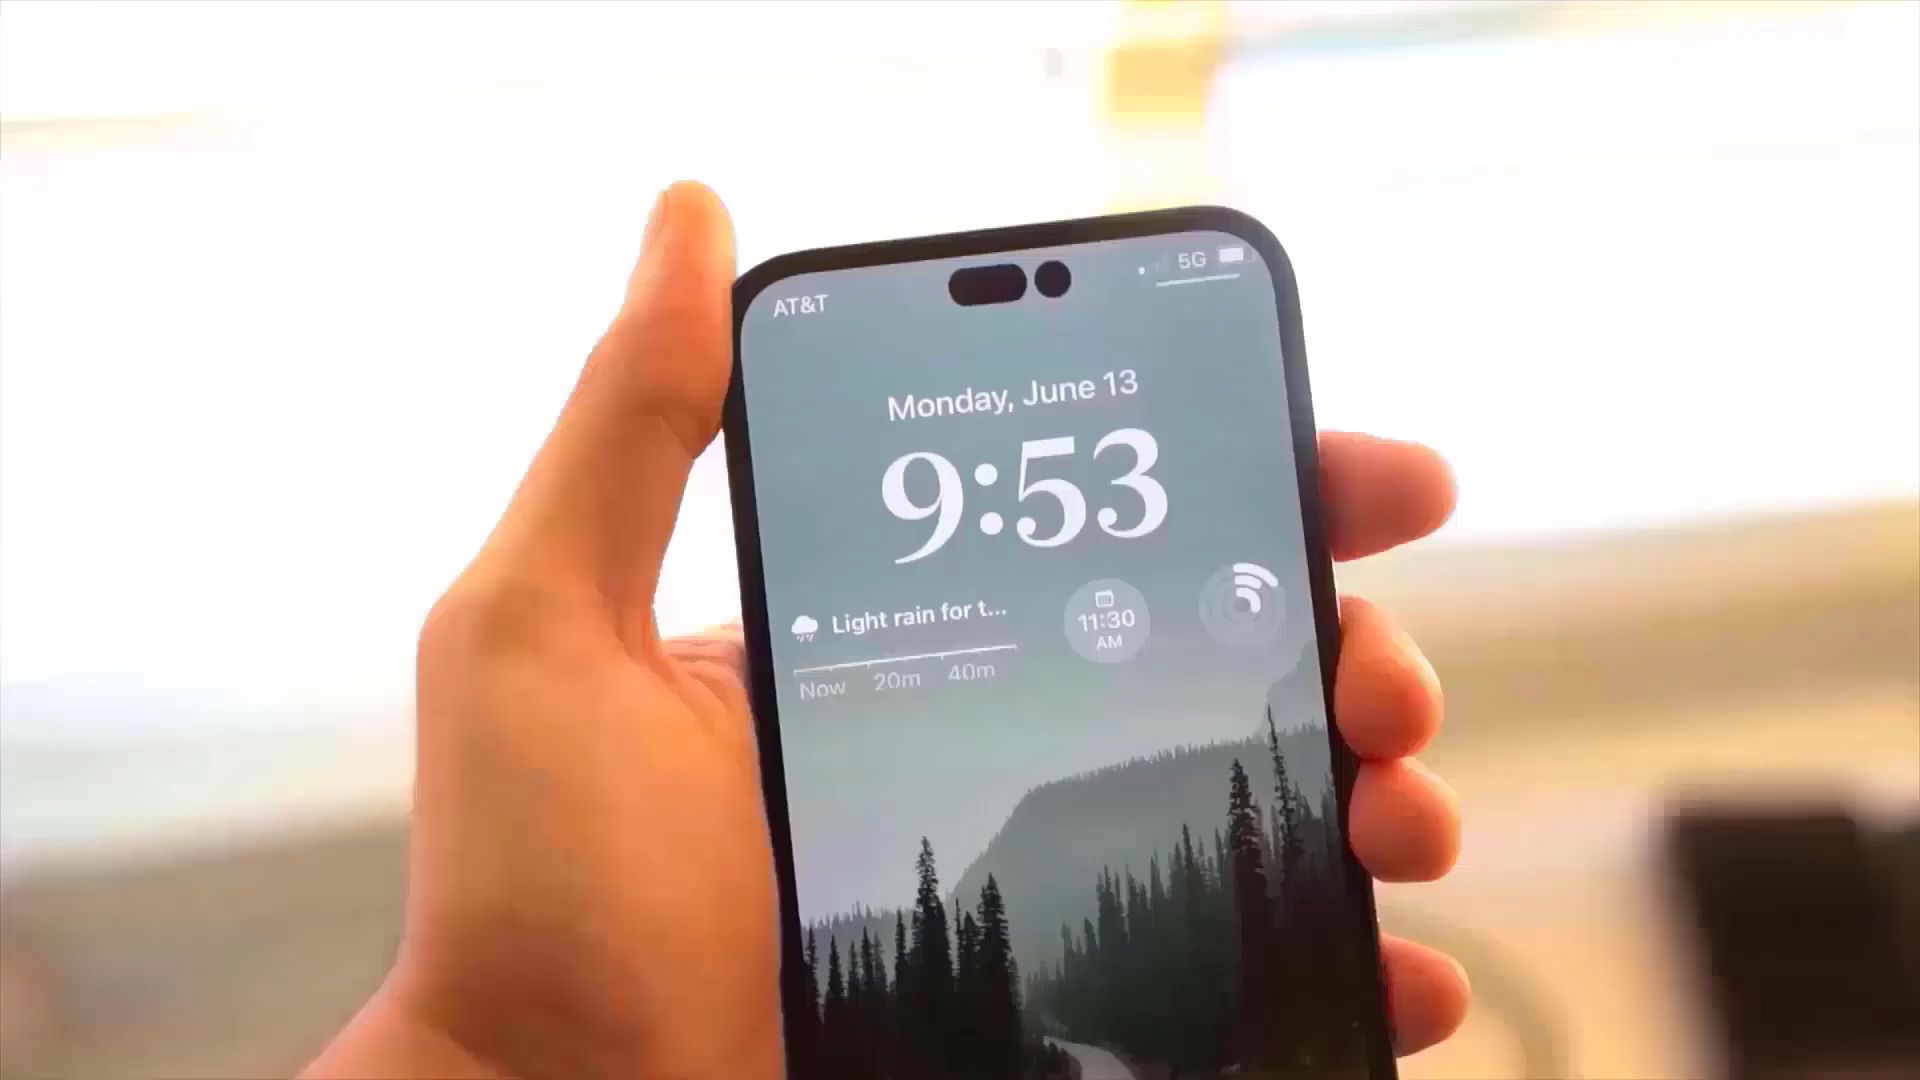 AT&T
5G
Monday, June 13
9:53
Light rain for t...
Now 20m 40m
11:30
AM